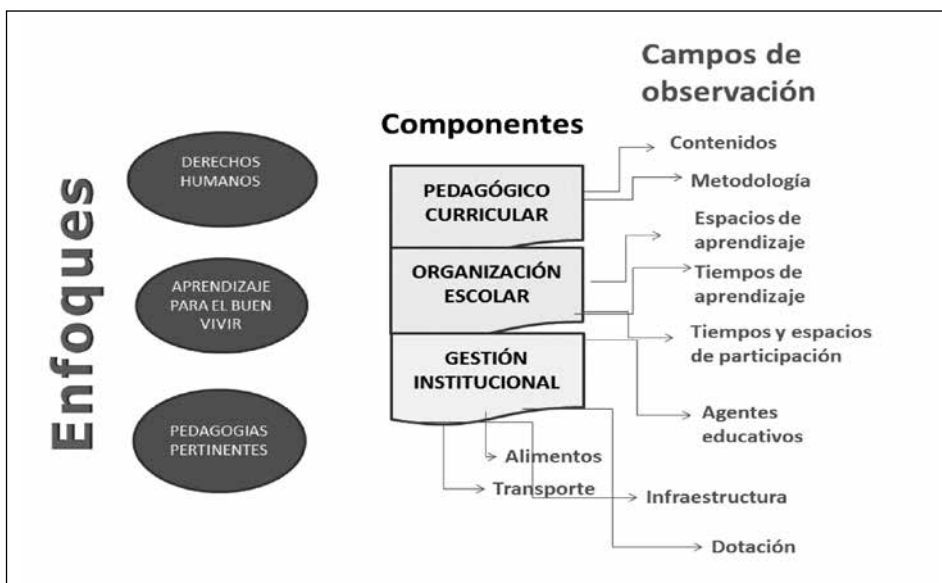 Enfoques
DERECHOS
HUMANOS
APRENDIZAJE
PARA EL BUEN
VIVIR
PEDAGOGIAS
PERTINENTES
Componentes
PEDAGÓGICO
CURRICULAR
ORGANIZACIÓN
ESCOLAR
GESTIÓN
INSTITUCIONAL
Campos de
observación
Contenidos
Metodología
Espacios de
aprendizaje
Tiempos de
aprendizaje
Tiempos y espacios
de participación
Agentes
educativos
Alimentos
Transporte
Infraestructura
Dotación